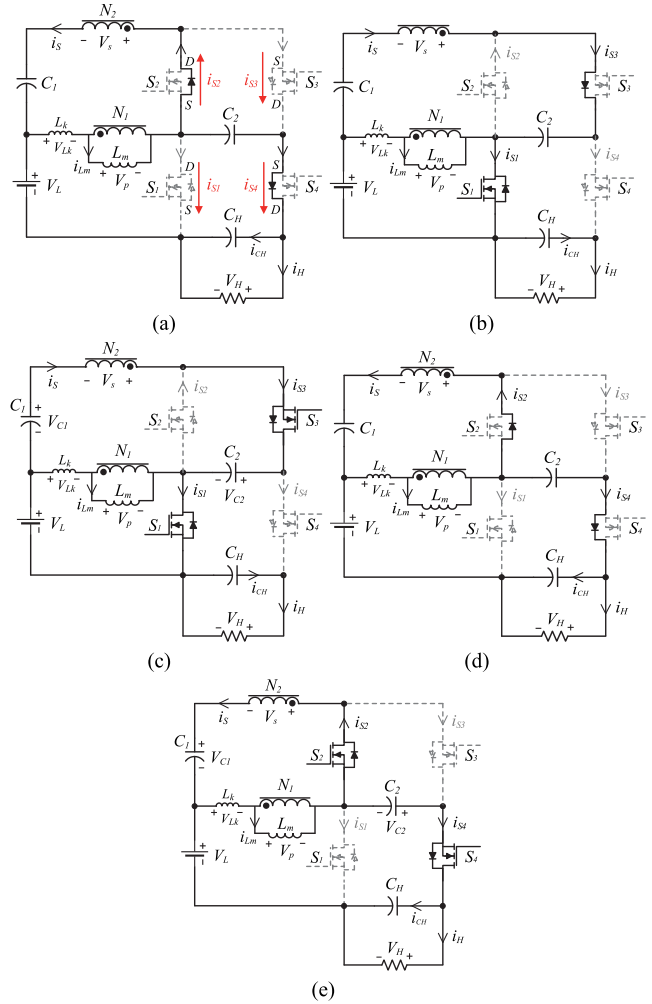 N2
iS
− Vs +
D D
S S
S2 iS2 iS3 S3
C1
S S
D D
N1 C2
Lk
+ VLk −
iLm Lm
+ Vp −
D S
S1 iS1 iS4 S4
S D
VL
CH
iCH
iH
VH
− +
(a)
iS
− Vs +
iS2 iS3
S2 S3
C1
N1 C2
Lk
+ VLk −
iLm Lm
+ Vp −
iS1 iS4
S1 S4
VL
CH
iCH
iH
VH
− +
(b)
N2
iS
− Vs +
iS2 iS3
C1 +
VC1
−
S2 S3
N1 C2
Lk
+ VLk −
iLm Lm
+ Vp −
− VC2 +
iS1 iS4
S1 S4
VL
CH
iCH
iH
VH
− +
(c)
N2
iS
− Vs +
iS2 iS3
S2 S3
C1
N1 C2
Lk
+ VLk −
iLm Lm
+ Vp −
iS1 iS4
S1 S4
VL
CH
iCH
iH
VH
− +
(d)
N2
iS
− Vs +
iS2 iS3
C1 +
VC1
−
S2 S3
N1 C2
Lk
+ VLk −
iLm Lm
+ Vp −
− VC2 +
iS1 iS4
S1 S4
VL
CH
iCH
iH
VH
− +
(e)